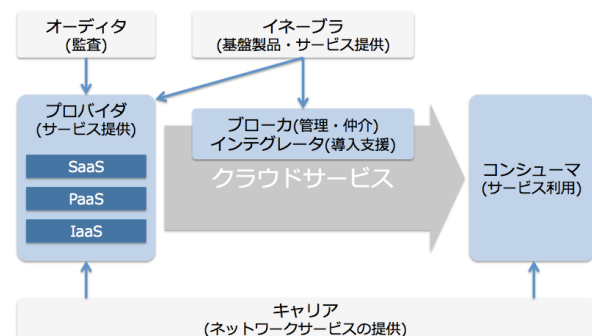 オーディタ
(監査)
イネーブラ
(基盤製品・サービス提供)
プロバイダ
(サービス提供)
SaaS
PaaS
IaaS
ブローカ(管理・仲介)
インテグレータ(導入支援)
クラウドサービス
コンシューマ
(サービス利用)
キャリア
(ネットワークサービスの提供)